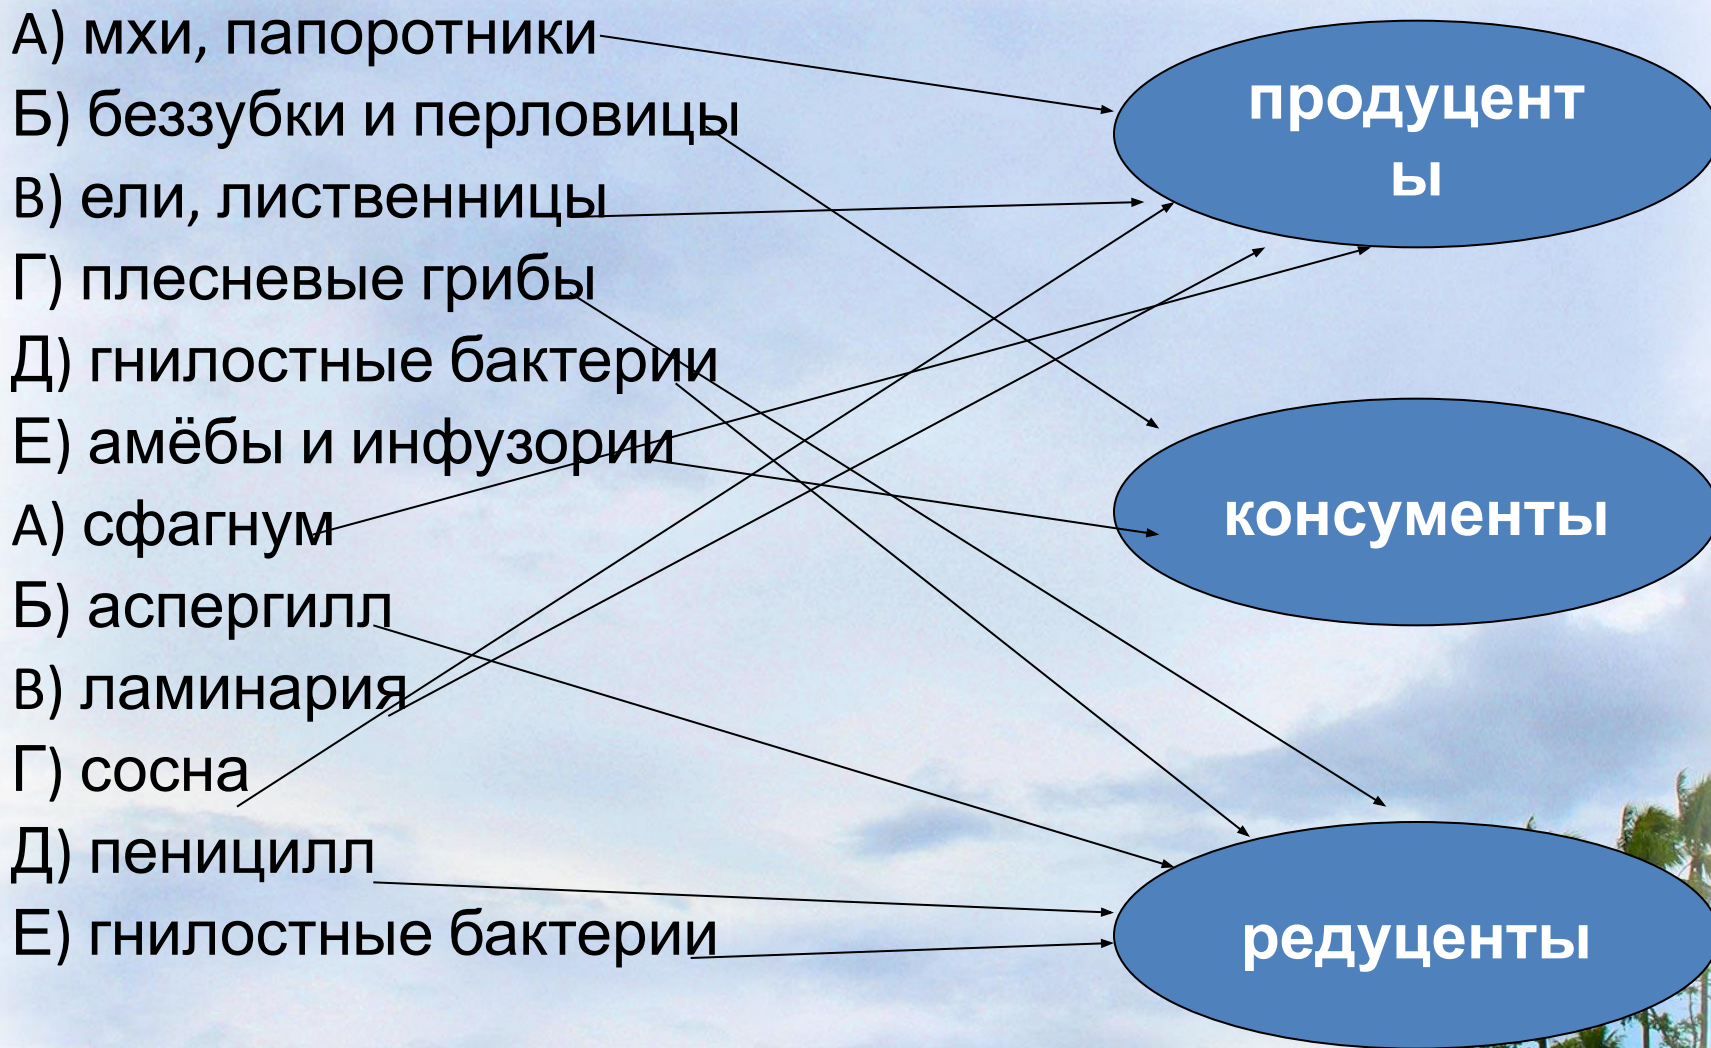 А) мхи, папоротники
Б) беззубки и перловицы
В) ели, лиственницы
Г) плесневые грибы
Д) гнилостные бактерии
Е) амёбы и инфузории
А) сфагнум
Б) аспергилл
В) ламинария
Г) сосна
Д) пеницилл
Е) гнилостные бактерии
продуцент
ы
консументы
редуценты